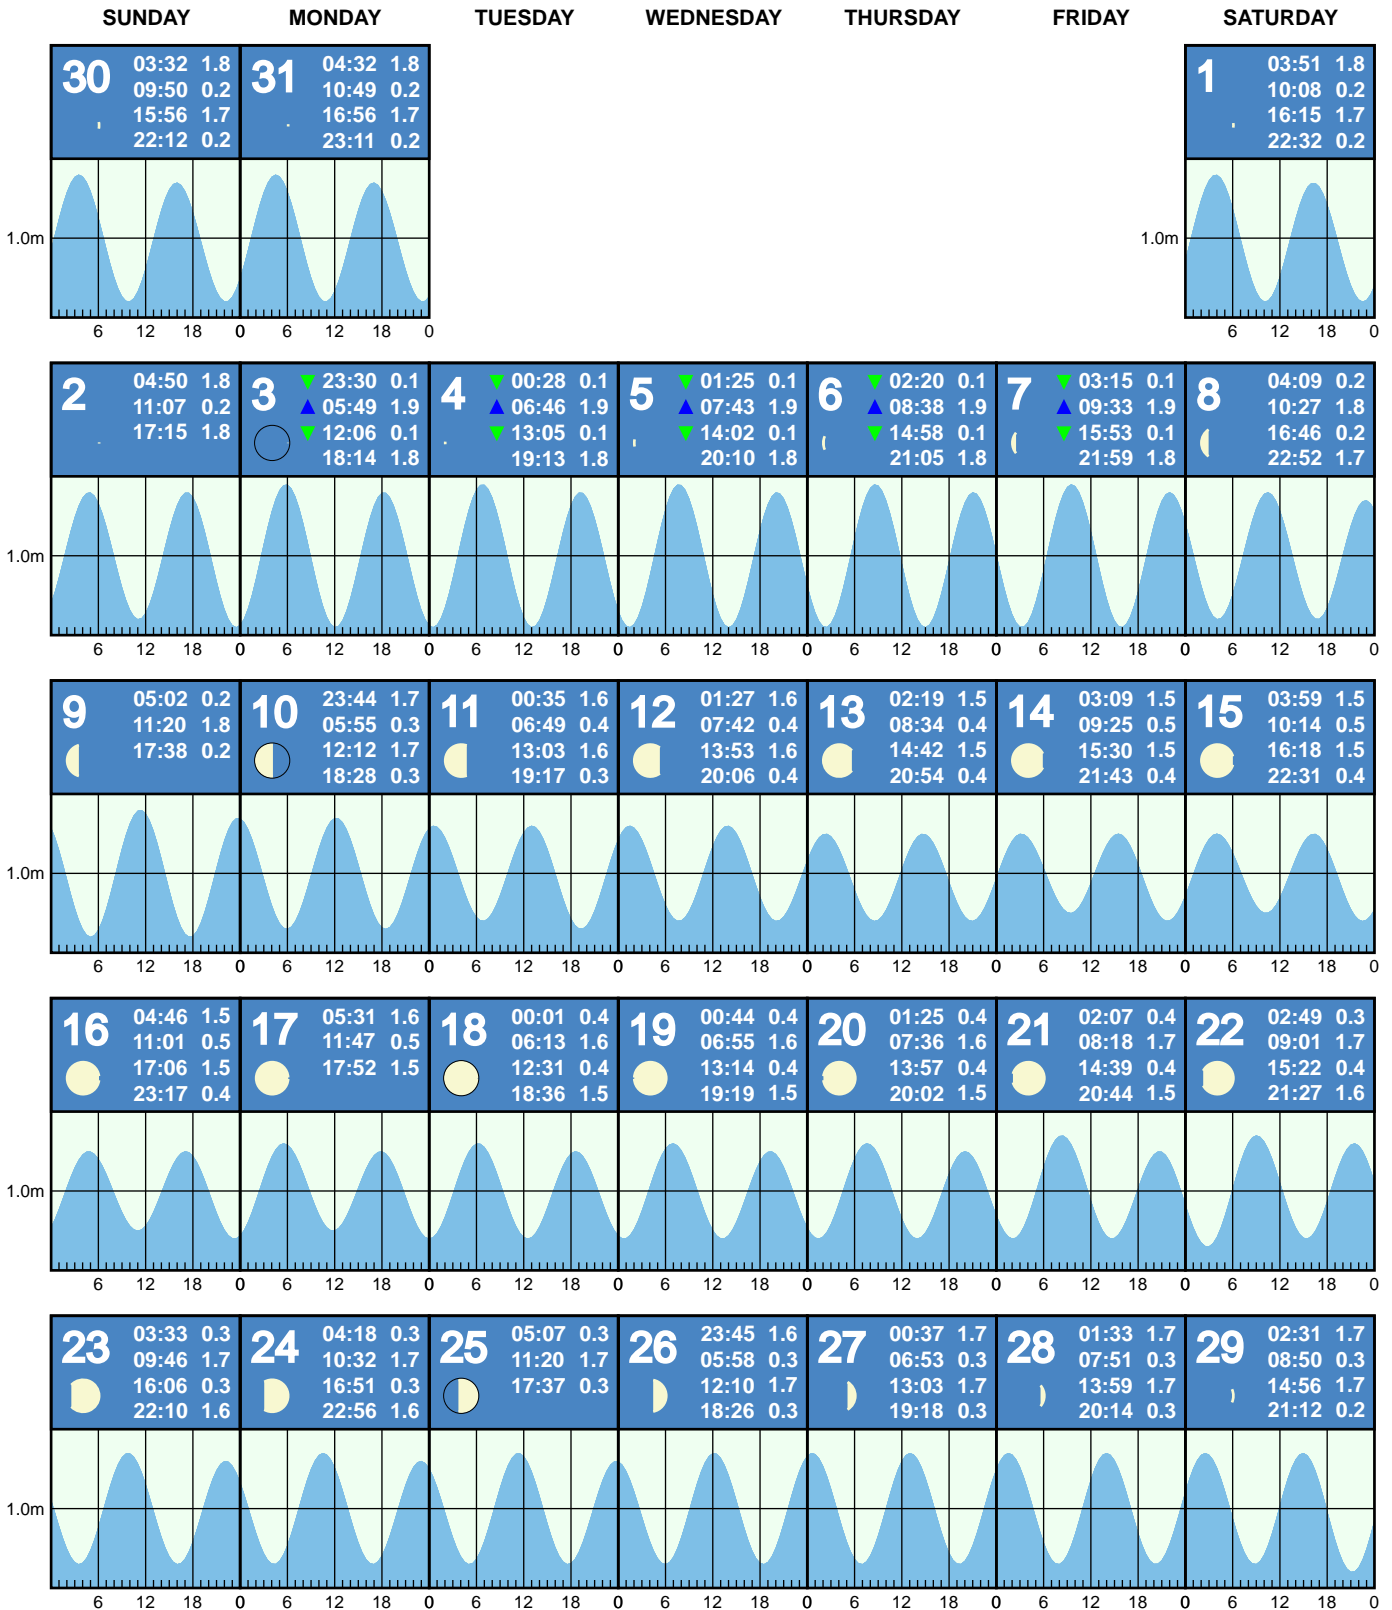 SUNDAY MONDAY TUESDAY WEDNESDAY THURSDAY FRIDAY SATURDAY
30 03:32 1.8
09:50 0.2
15:56 1.7
22:12 0.2
31 04:32 1.8
10:49 0.2
16:56 1.7
23:11 0.2
1 03:51 1.8
10:08 0.2
16:15 1.7
22:32 0.2
1.0m
1.0m
6 12 18 0 6 12 18 0
6 12 18 0
2 04:50 1.8
11:07 0.2
17:15 1.8
3 23:30 0.1
05:49 1.9
12:06 0.1
18:14 1.8
4 00:28 0.1
06:46 1.9
13:05 0.1
19:13 1.8
5 01:25 0.1
07:43 1.9
14:02 0.1
20:10 1.8
6 02:20 0.1
08:38 1.9
14:58 0.1
21:05 1.8
7 03:15 0.1
09:33 1.9
15:53 0.1
21:59 1.8
8 04:09 0.2
10:27 1.8
16:46 0.2
22:52 1.7
1.0m
6 12 18 0 6 12 18 0 6 12 18 0 6 12 18 0 6 12 18 0 6 12 18 0 6 12 18 0
9 05:02 0.2
11:20 1.8
17:38 0.2
10 23:44 1.7
05:55 0.3
12:12 1.7
18:28 0.3
11 00:35 1.6
06:49 0.4
13:03 1.6
19:17 0.3
12 01:27 1.6
07:42 0.4
13:53 1.6
20:06 0.4
13 02:19 1.5
08:34 0.4
14:42 1.5
20:54 0.4
14 03:09 1.5
09:25 0.5
15:30 1.5
21:43 0.4
15 03:59 1.5
10:14 0.5
16:18 1.5
22:31 0.4
1.0m
6 12 18 0 6 12 18 0 6 12 18 0 6 12 18 0 6 12 18 0 6 12 18 0 6 12 18 0
16 04:46 1.5
11:01 0.5
17:06 1.5
23:17 0.4
17 05:31 1.6
11:47 0.5
17:52 1.5
18 00:01 0.4
06:13 1.6
12:31 0.4
18:36 1.5
19 00:44 0.4
06:55 1.6
13:14 0.4
19:19 1.5
20 01:25 0.4
07:36 1.6
13:57 0.4
20:02 1.5
21 02:07 0.4
08:18 1.7
14:39 0.4
20:44 1.5
22 02:49 0.3
09:01 1.7
15:22 0.4
21:27 1.6
1.0m
6 12 18 0 6 12 18 0 6 12 18 0 6 12 18 0 6 12 18 0 6 12 18 0 6 12 18 0
23 03:33 0.3
09:46 1.7
16:06 0.3
22:10 1.6
24 04:18 0.3
10:32 1.7
16:51 0.3
22:56 1.6
25 05:07 0.3
11:20 1.7
17:37 0.3
26 23:45 1.6
05:58 0.3
12:10 1.7
18:26 0.3
27 00:37 1.7
06:53 0.3
13:03 1.7
19:18 0.3
28 01:33 1.7
07:51 0.3
13:59 1.7
20:14 0.3
29 02:31 1.7
08:50 0.3
14:56 1.7
21:12 0.2
1.0m
6 12 18 0 6 12 18 0 6 12 18 0 6 12 18 0 6 12 18 0 6 12 18 0 6 12 18 0